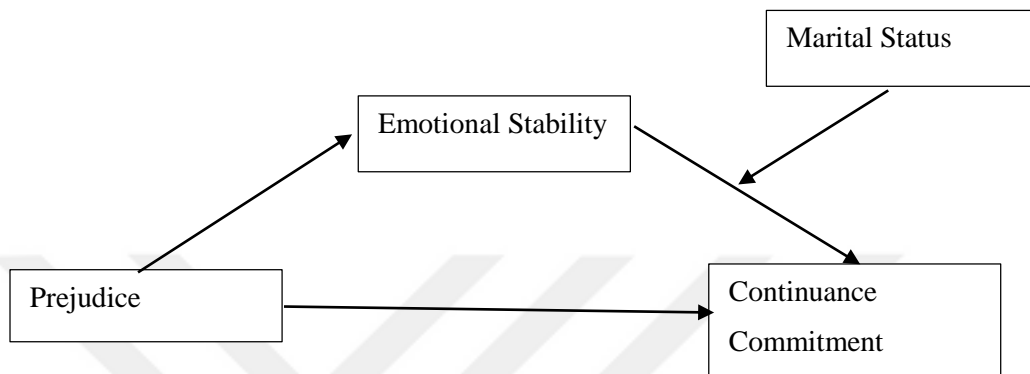 Marital Status
Emotional Stability
Prejudice
Continuance
Commitment